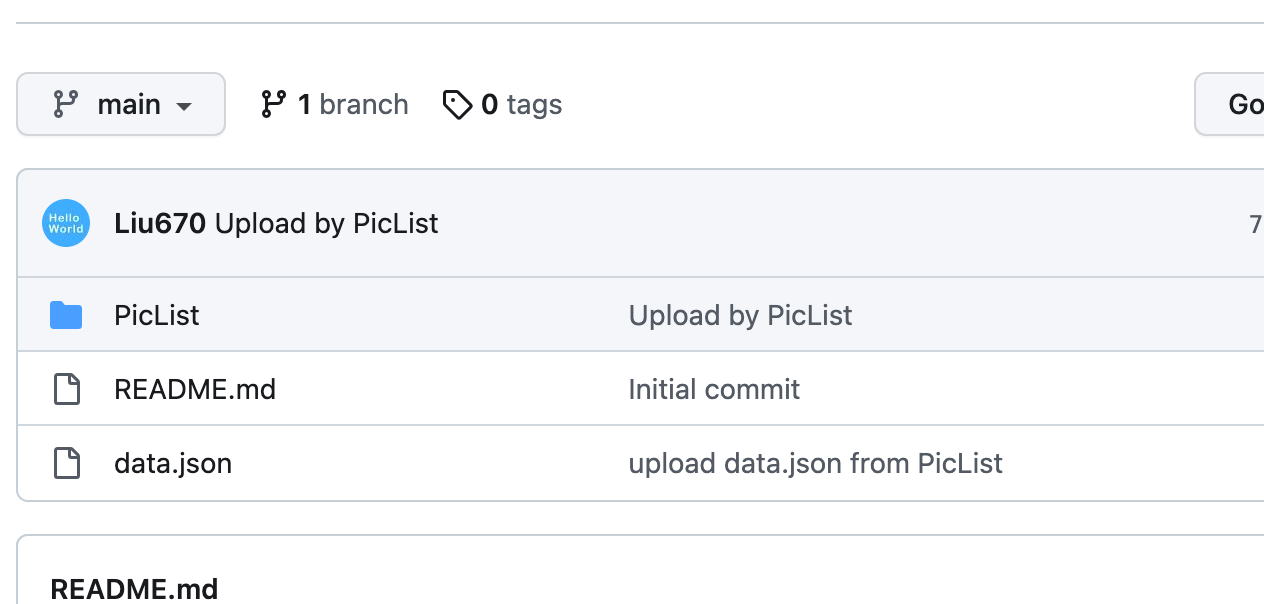 main 1 branch 0 tags Go
Hello
World
Liu670 Upload by PicList 7
PicList Upload by PicList
README.md Initial commit
data.json upload data.json from PicList
README.md